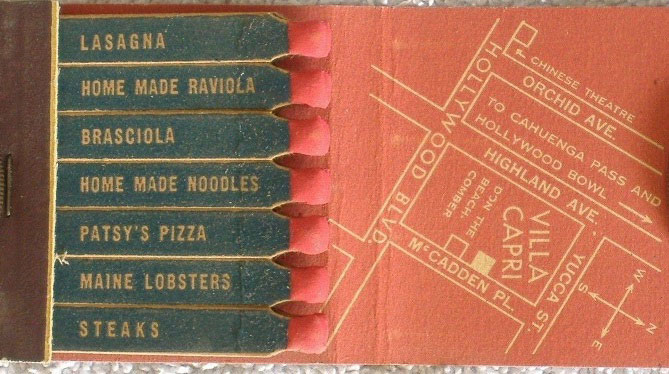 LASAGNA
HOME MADE RAVIOLA
BRASCIOLA
HOME MADE NOODLES
PATSY'S PIZZA
MAINE LOBSTERS
STEAKS
HOLLYWOOD BLVD.
CHINESE THEATRE
ORCHID AVE.
TO CAHUENGA PASS AND
HOLLYWOOD BOWL
HIGHLAND AVE.
DON THE
BEACH
COMBER
VILLA
CAPRI
MCCADDEN PL.
YUCCA ST.
W
S
N
E